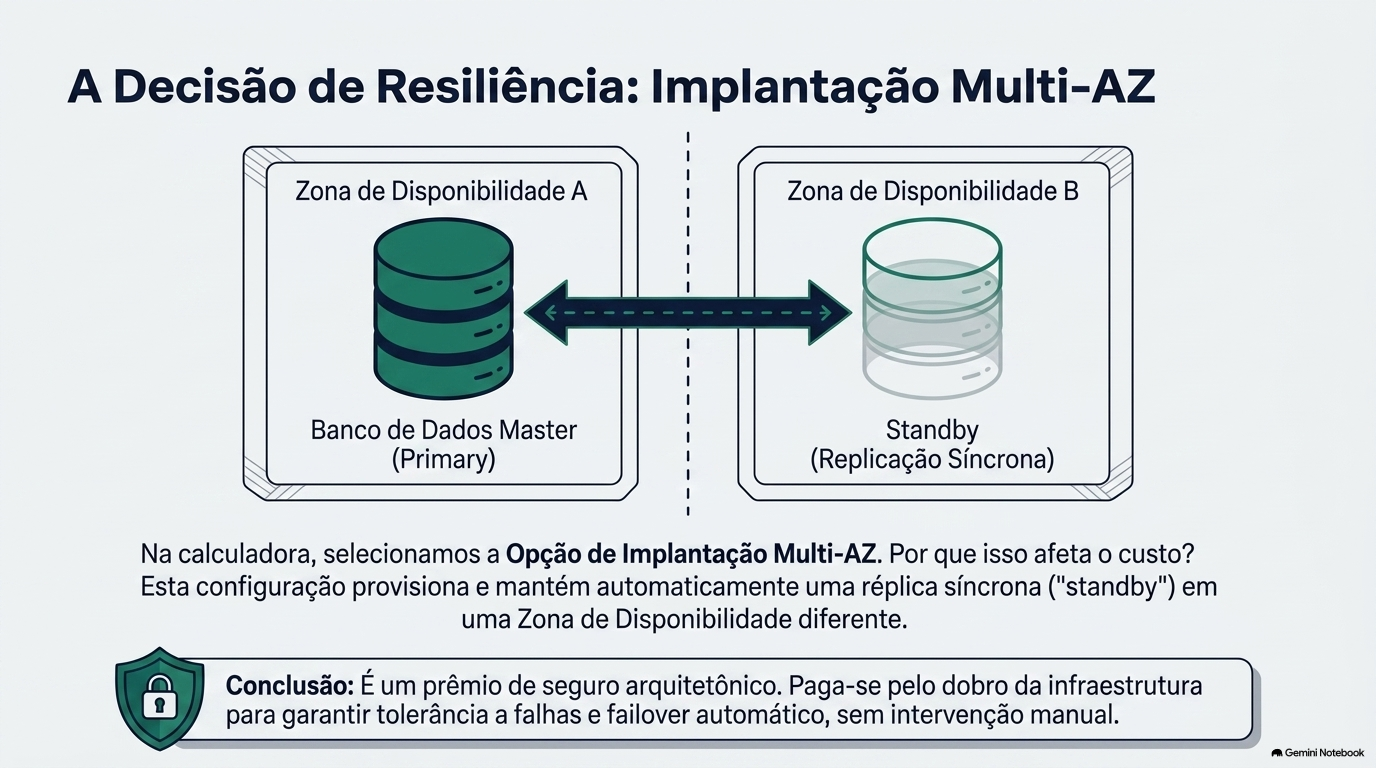 A Decisão de Resiliência: Implantação Multi-AZ
Zona de Disponibilidade A
Banco de Dados Master
(Primary)
Zona de Disponibilidade B
Standby
(Replicação Síncrona)
Na calculadora, selecionamos a Opção de Implantação Multi-AZ. Por que isso afeta o custo?
Esta configuração provisiona e mantém automaticamente uma réplica síncrona ("standby") em
uma Zona de Disponibilidade diferente.
Conclusão: É um prêmio de seguro arquitetônico. Paga-se pelo dobro da infraestrutura
para garantir tolerância a falhas e failover automático, sem intervenção manual.
Gemini Notebook